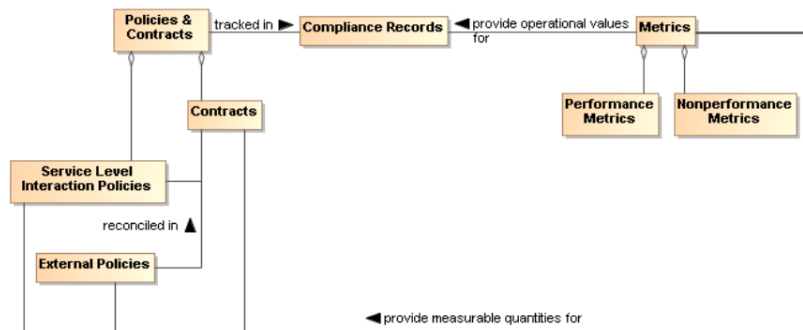 Policies &
Contracts
tracked in
Compliance Records
provide operational values
for
Metrics
Performance
Metrics
Nonperformance
Metrics
Contracts
Service Level
Interaction Policies
reconciled in
External Policies
provide measurable quantities for